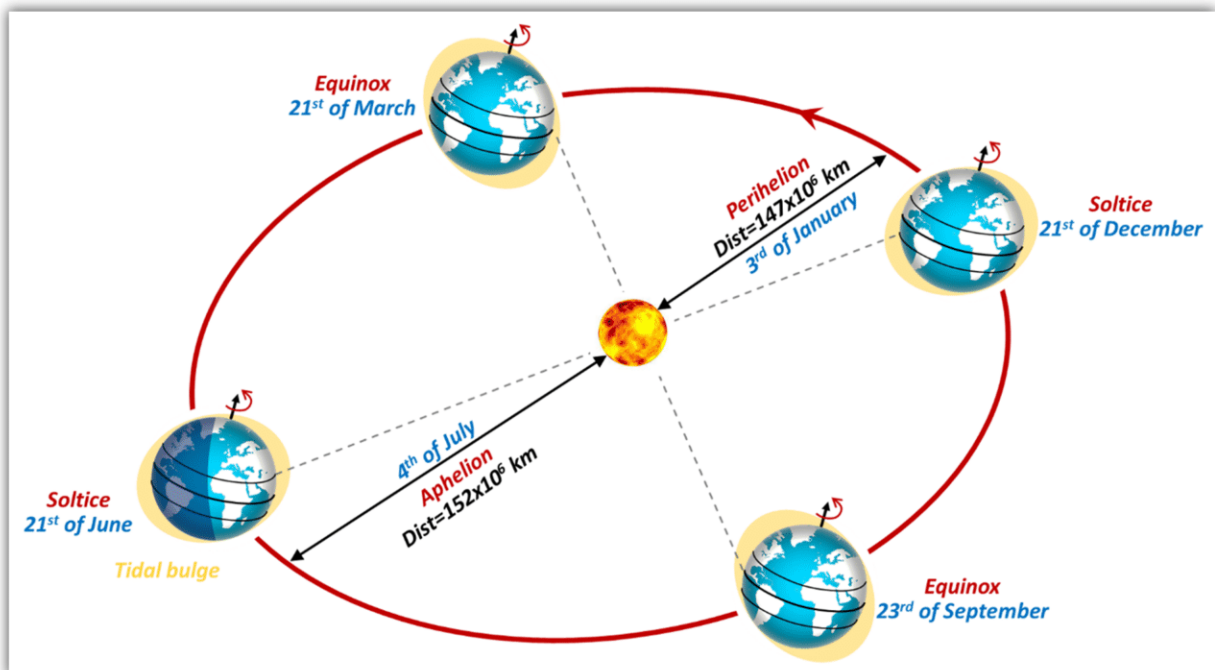 Equinox
21st of March
Perihelion
Dist=147x10⁶ km
3rd of January
Soltice
21st of December
4th of July
Aphelion
Dist=152x10⁶ km
Soltice
21st of June
Tidal bulge
Equinox
23rd of September